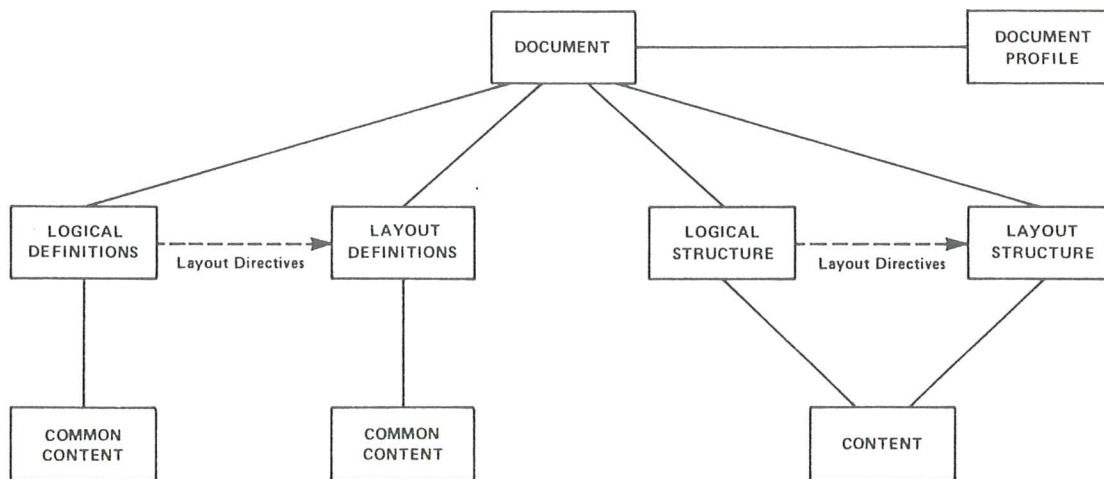 DOCUMENT
DOCUMENT
PROFILE
LOGICAL
DEFINITIONS
Layout Directives
LAYOUT
DEFINITIONS
LOGICAL
STRUCTURE
Layout Directives
LAYOUT
STRUCTURE
COMMON
CONTENT
COMMON
CONTENT
CONTENT